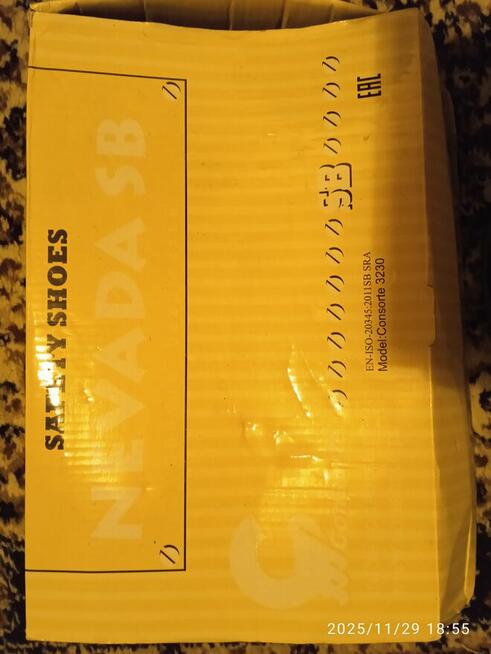 SAFETY SHOES
NEVADA SB
SB
EAC
EN-ISO-20345:2011SB SRA
Model:Consorte 3230
2025/11/29 18:55